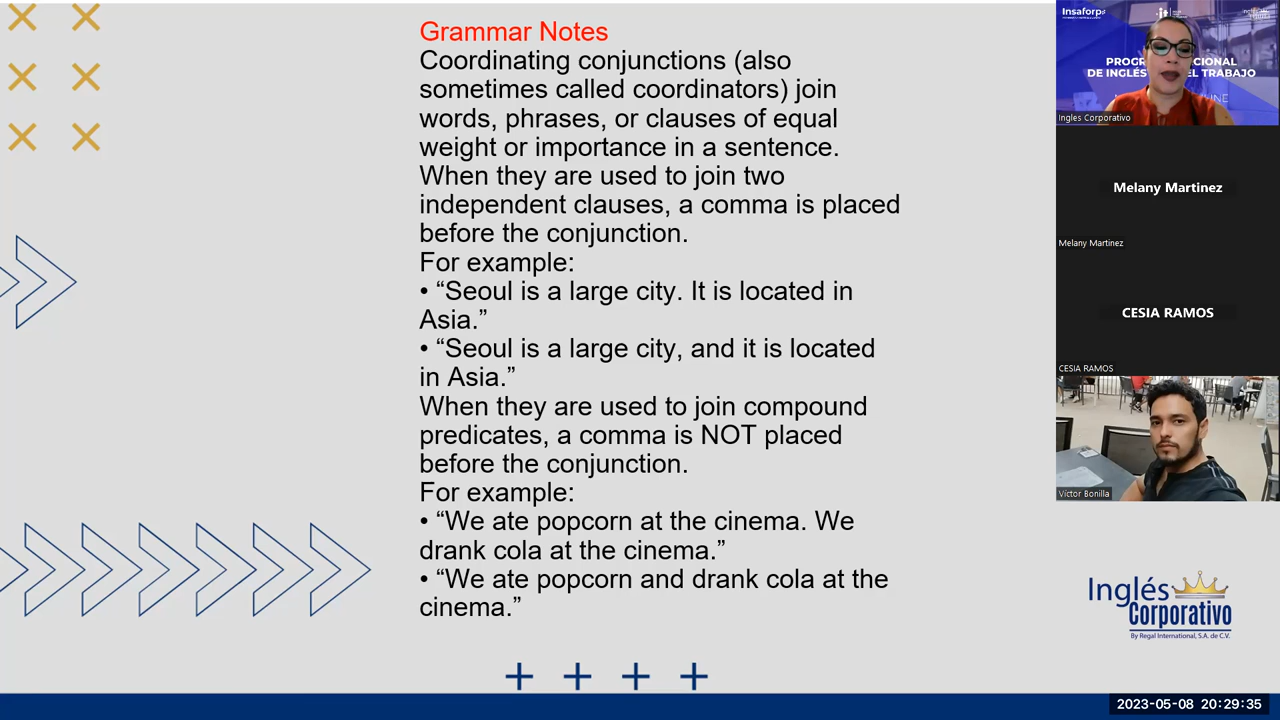 Grammar Notes
Coordinating conjunctions (also
sometimes called coordinators) join
words, phrases, or clauses of equal
weight or importance in a sentence.
When they are used to join two
independent clauses, a comma is placed
before the conjunction.
For example:
• “Seoul is a large city. It is located in
Asia.”
• “Seoul is a large city, and it is located
in Asia.”
When they are used to join compound
predicates, a comma is NOT placed
before the conjunction.
For example:
• “We ate popcorn at the cinema. We
drank cola at the cinema.”
• “We ate popcorn and drank cola at the
cinema.”
Insaforp
DE INGLÉS EL TRABAJO
Ingles Corporativo
Melany Martinez
Melany Martinez
CESIA RAMOS
CESIA RAMOS
Víctor Bonilla
Inglés
Corporativo
By Regal International, S.A. de C.V.
2023-05-08 20:29:35